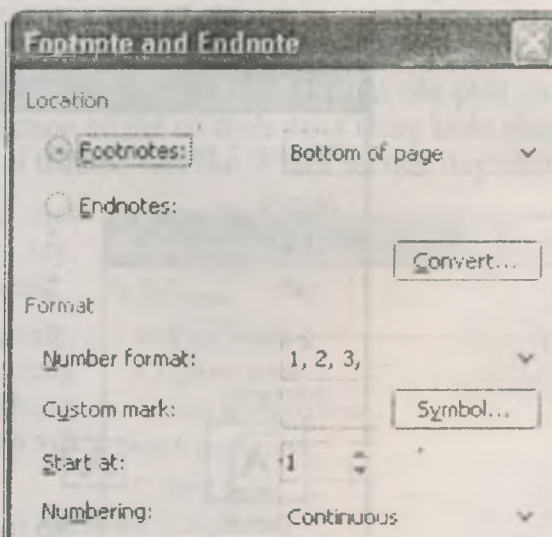 Footnote and Endnote
Location
Footnotes: Bottom of page
Endnotes:
Convert...
Format
Number format: 1, 2, 3,
Custom mark: Symbol...
Start at: 1
Numbering: Continuous